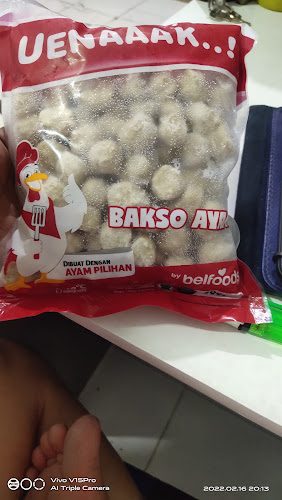 UENAAAK..!
BAKSO AYA
DIBUAT DENGAN
AYAM PILIHAN
by belfoods
Vivo V15Pro
AI Triple Camera
2022.02.16 20:13